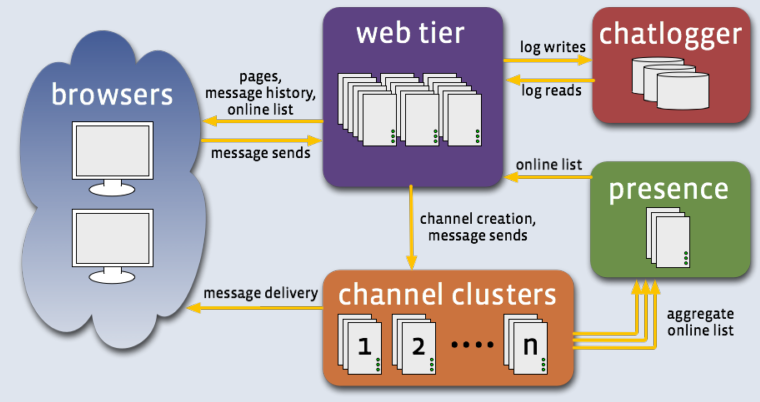 web tier
chatlogger
log writes
log reads
browsers
pages,
message history,
online list
message sends
online list
presence
channel creation,
message sends
message delivery
channel clusters
1 2 •••• n
aggregate
online list